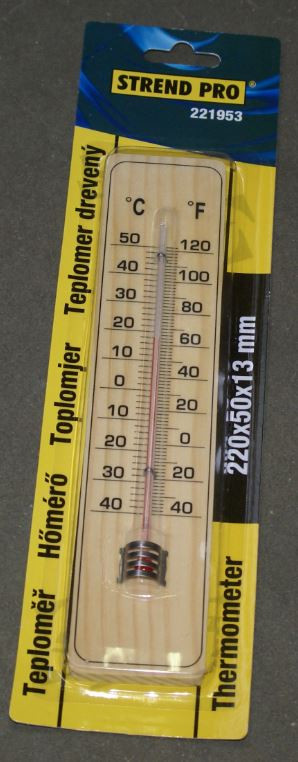 STREND PRO®
221953
°C °F
50 120
40 100
30 80
20 60
10 40
0 20
10 0
20 20
30 40
40
Teploměř Hőmérő Toplomjer Teplomer drevený
220x50x13 mm
Thermometer